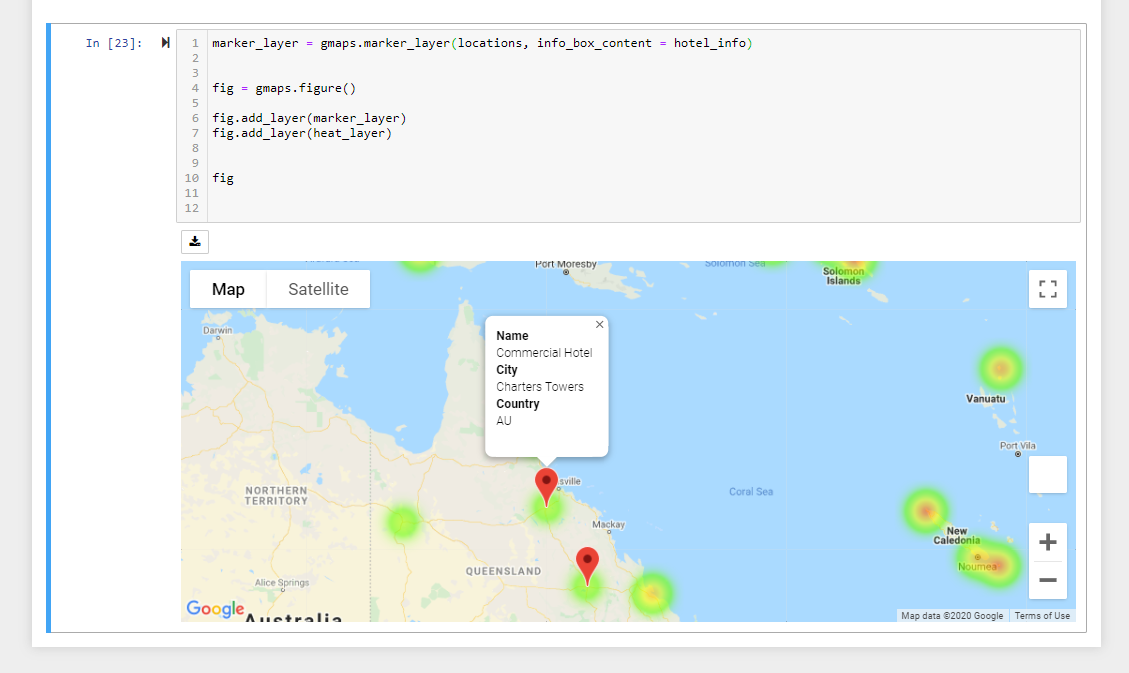 In [23]:
1 marker_layer = gmaps.marker_layer(locations, info_box_content = hotel_info)
2
3
4 fig = gmaps.figure()
5
6 fig.add_layer(marker_layer)
7 fig.add_layer(heat_layer)
8
9
10 fig
11
12
Port Moresby
Solomon Sea
Solomon
Islands
Map Satellite
Darwin
Name
Commercial Hotel
City
Charters Towers
Country
AU
Vanuatu
Port Vila
sville
Coral Sea
NORTHERN
TERRITORY
Mackay
New
Caledonia
Noumea
QUEENSLAND
Alice Springs
Google
Australia
Map data ©2020 Google Terms of Use